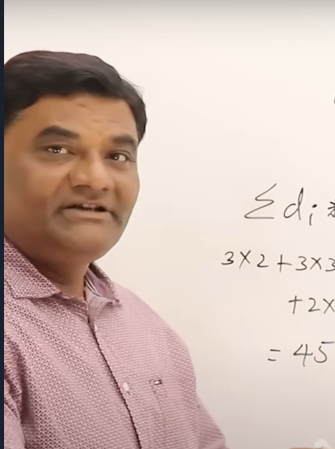 Σdi
3×2+3×3
+2×
= 45